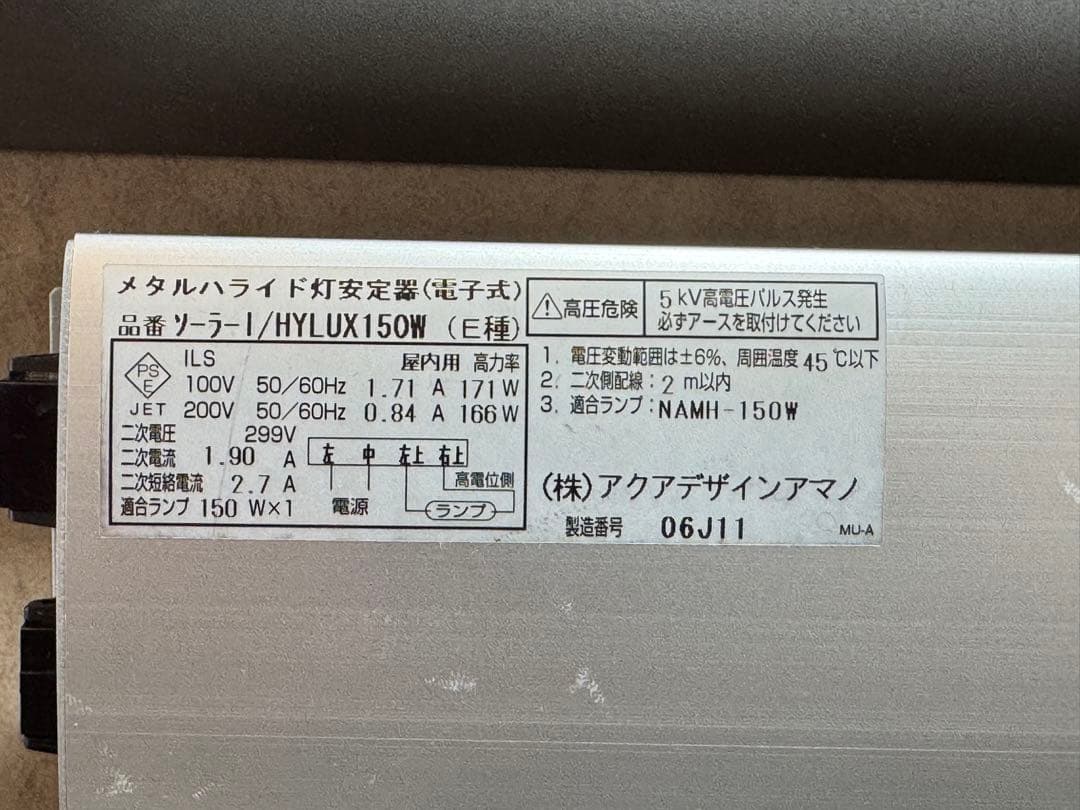 メタルハライド灯安定器(電子式)
品番 ソーラーI/HYLUX150W (E種)
⚠高圧危険
5kV高電圧パルス発生
必ずアースを取付けてください
PS
E
JET
ILS 屋内用 高力率
100V 50/60Hz 1.71 A 171W
200V 50/60Hz 0.84 A 166W
二次電圧 299V
二次電流 1.90 A
二次短絡電流 2.7 A
適合ランプ 150 W×1
左 中 左上 右上
高電位側
電源 ランプ
1. 電圧変動範囲は±6%、周囲温度 45℃以下
2. 二次側配線:2 m以内
3. 適合ランプ:NAMH-150W
(株)アクアデザインアマノ
製造番号 06J11
MU-A